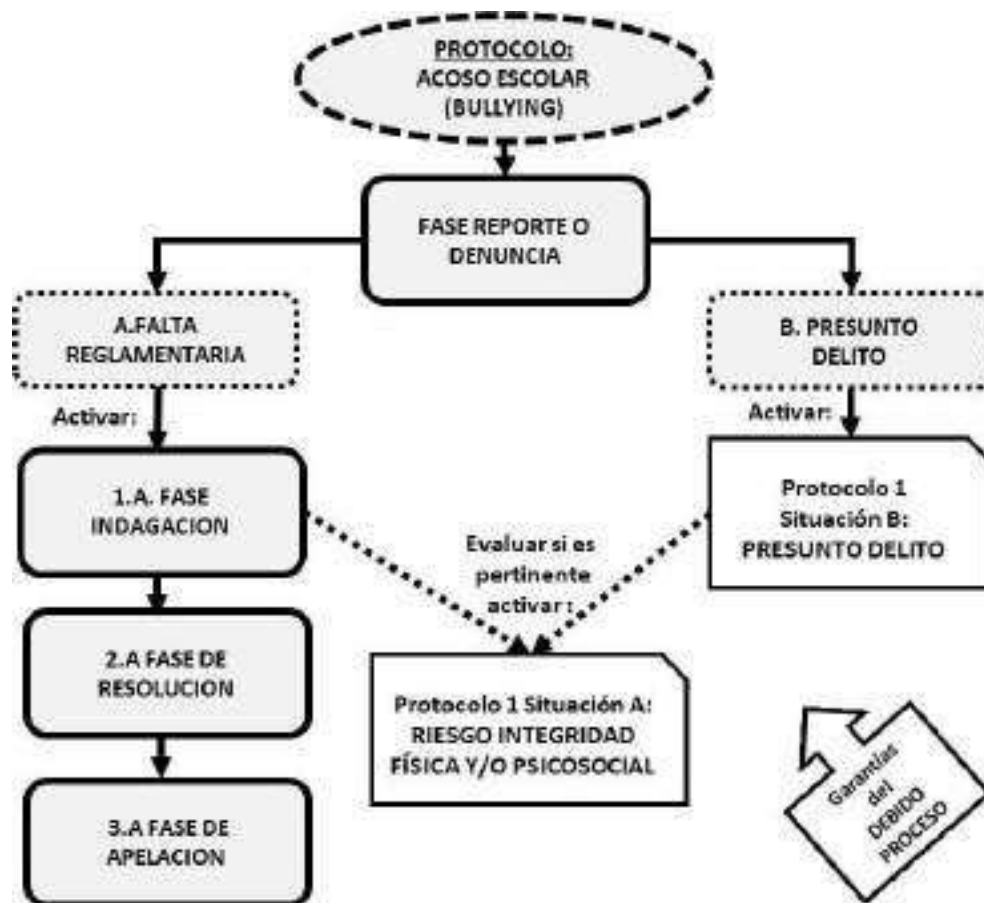 PROTOCOLO:
ACOSO ESCOLAR
(BULLYING)
FASE REPORTE O
DENUNCIA
A.FALTA
REGLAMENTARIA
B. PRESUNTO
DELITO
Activar:
Activar:
1.A. FASE
INDAGACION
Protocolo 1
Situación B:
PRESUNTO DELITO
Evaluar si es
pertinente
activar:
2.A FASE DE
RESOLUCION
Protocolo 1 Situación A:
RIESGO INTEGRIDAD
FÍSICA Y/O PSICOSOCIAL
Garantías
del
DEBIDO
PROCESO
3.A FASE DE
APELACION